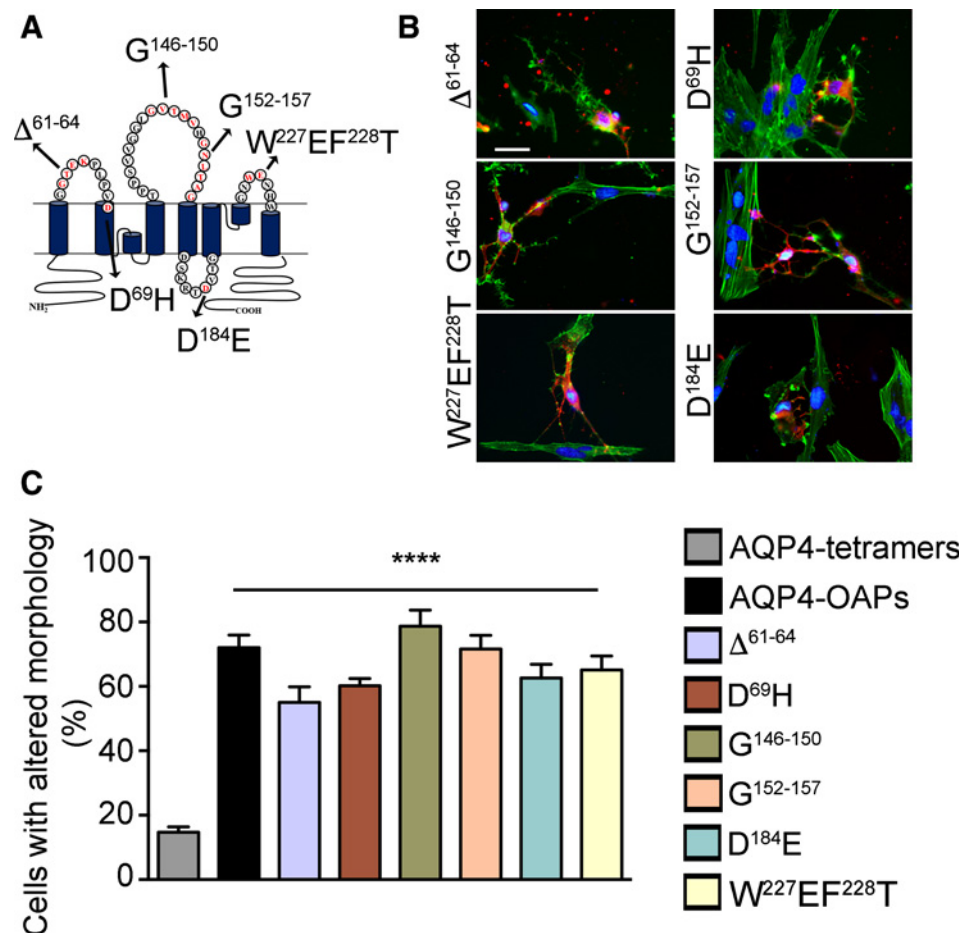 A
G146-150
G152-157
Δ61-64
W227EF228T
D69H
D184E
NH2
COOH
B
Δ61-64
D69H
G146-150
G152-157
W227EF228T
D184E
C
Cells with altered morphology
(%)
100
80
60
40
20
0
****
AQP4-tetramers
AQP4-OAPs
Δ61-64
D69H
G146-150
G152-157
D184E
W227EF228T